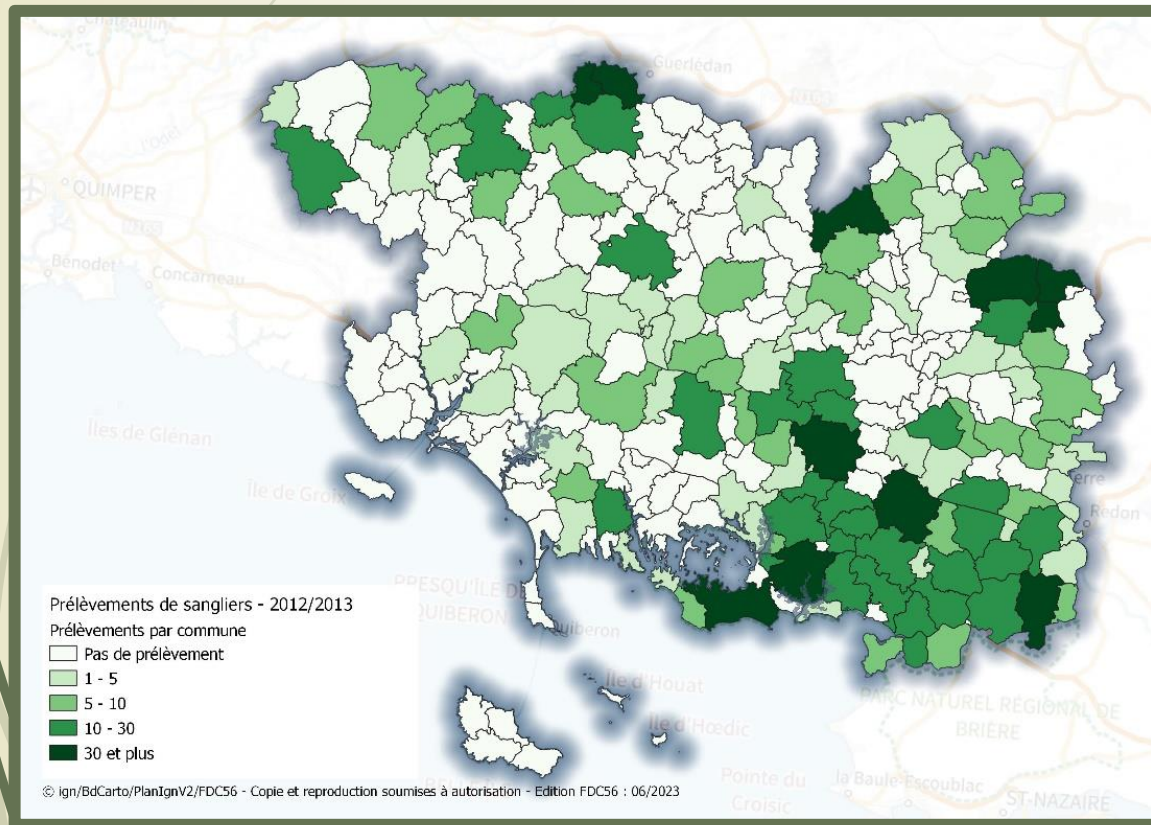 Châteaulin
Guerlédan
l'Odet
QUIMPER
N165
Bénodet
Concarneau
Îles de Glénan
Île de Groix
Redon
PRESQU'ÎLE DE
QUIBERON
Quiberon
Île d'Houat
Île d'Hœdic
PARC NATUREL RÉGIONAL DE
BRIÈRE
Pointe du
Croisic
la Baule-Escoublac
ST-NAZAIRE
Prélèvements de sangliers - 2012/2013
Prélèvements par commune
Pas de prélèvement
1 - 5
5 - 10
10 - 30
30 et plus
© ign/BdCarto/PlanIgnV2/FDC56 - Copie et reproduction soumises à autorisation - Edition FDC56 : 06/2023